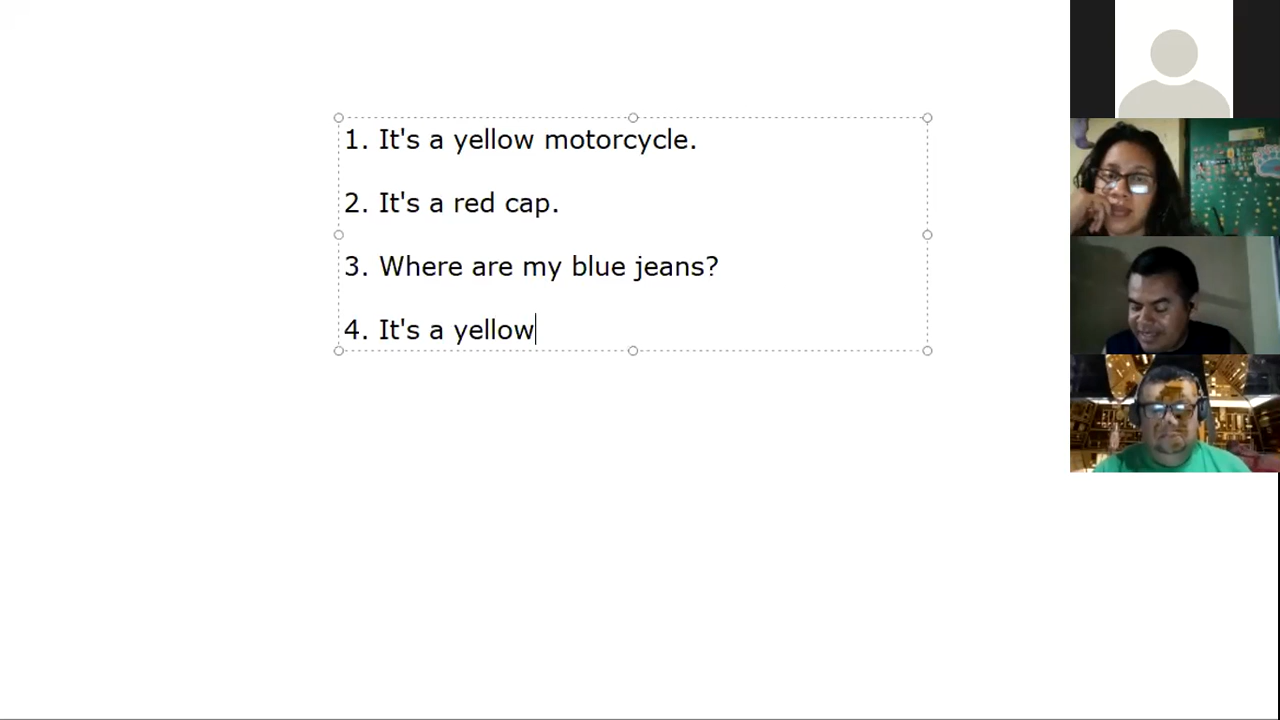 1. It's a yellow motorcycle.
2. It's a red cap.
3. Where are my blue jeans?
4. It's a yellow